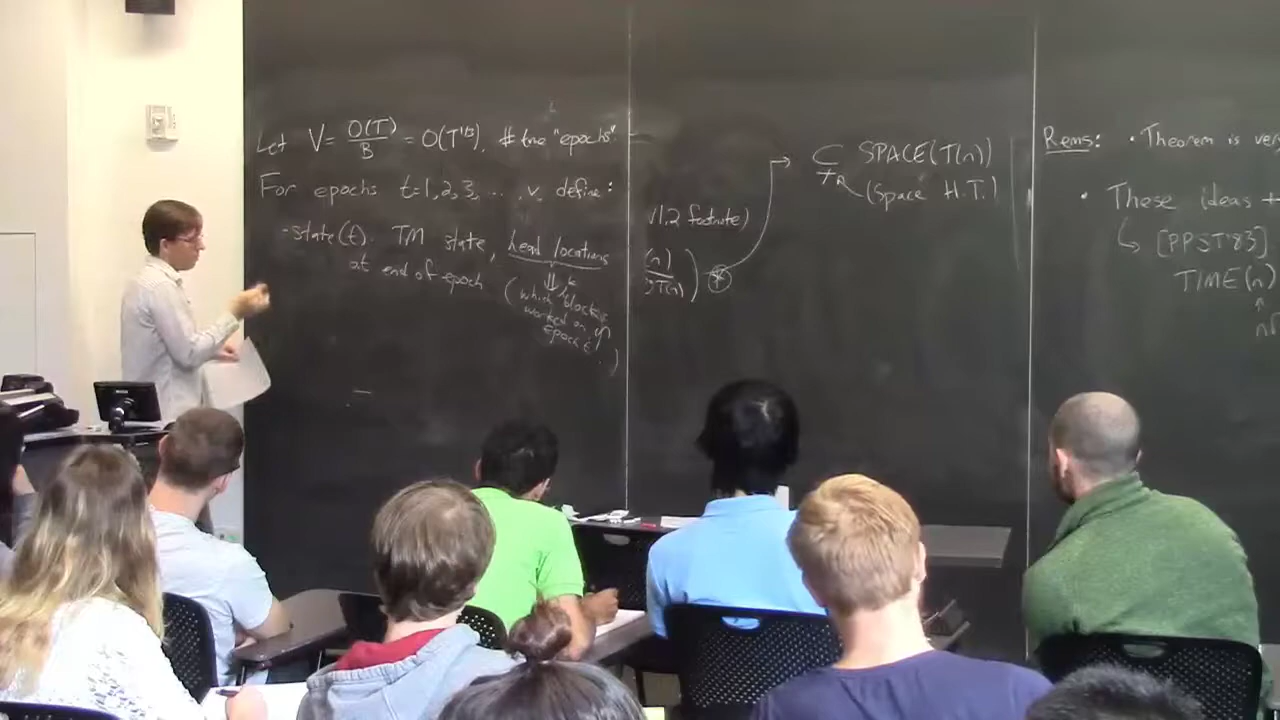 Let V = O(T)/B = O(T^1/3), # time "epochs"
For epochs t=1,2,3, ..., v, define:
-state(t). TM state, head locations
at end of epoch.
(which blocks
worked on in
epoch t.
...)
v1,2 footnote)
(n)
T(n)) ⊛
⊊ SPACE(T(n))
(Space H.T.)
Rems: • Theorem is very
• These ideas +
↳ [PPST'83]
TIME(n)